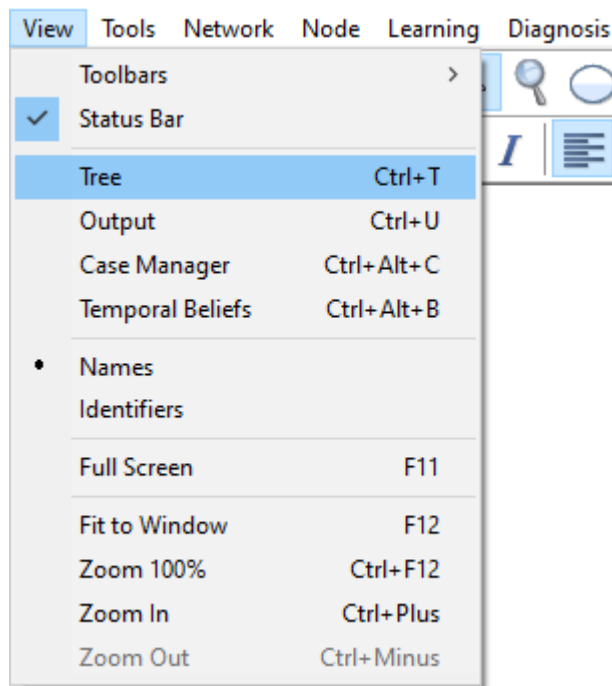 View Tools Network Node Learning Diagnosis
Toolbars
Status Bar
I
Tree Ctrl+T
Output Ctrl+U
Case Manager Ctrl+Alt+C
Temporal Beliefs Ctrl+Alt+B
Names
Identifiers
Full Screen F11
Fit to Window F12
Zoom 100% Ctrl+F12
Zoom In Ctrl+Plus
Zoom Out Ctrl+Minus